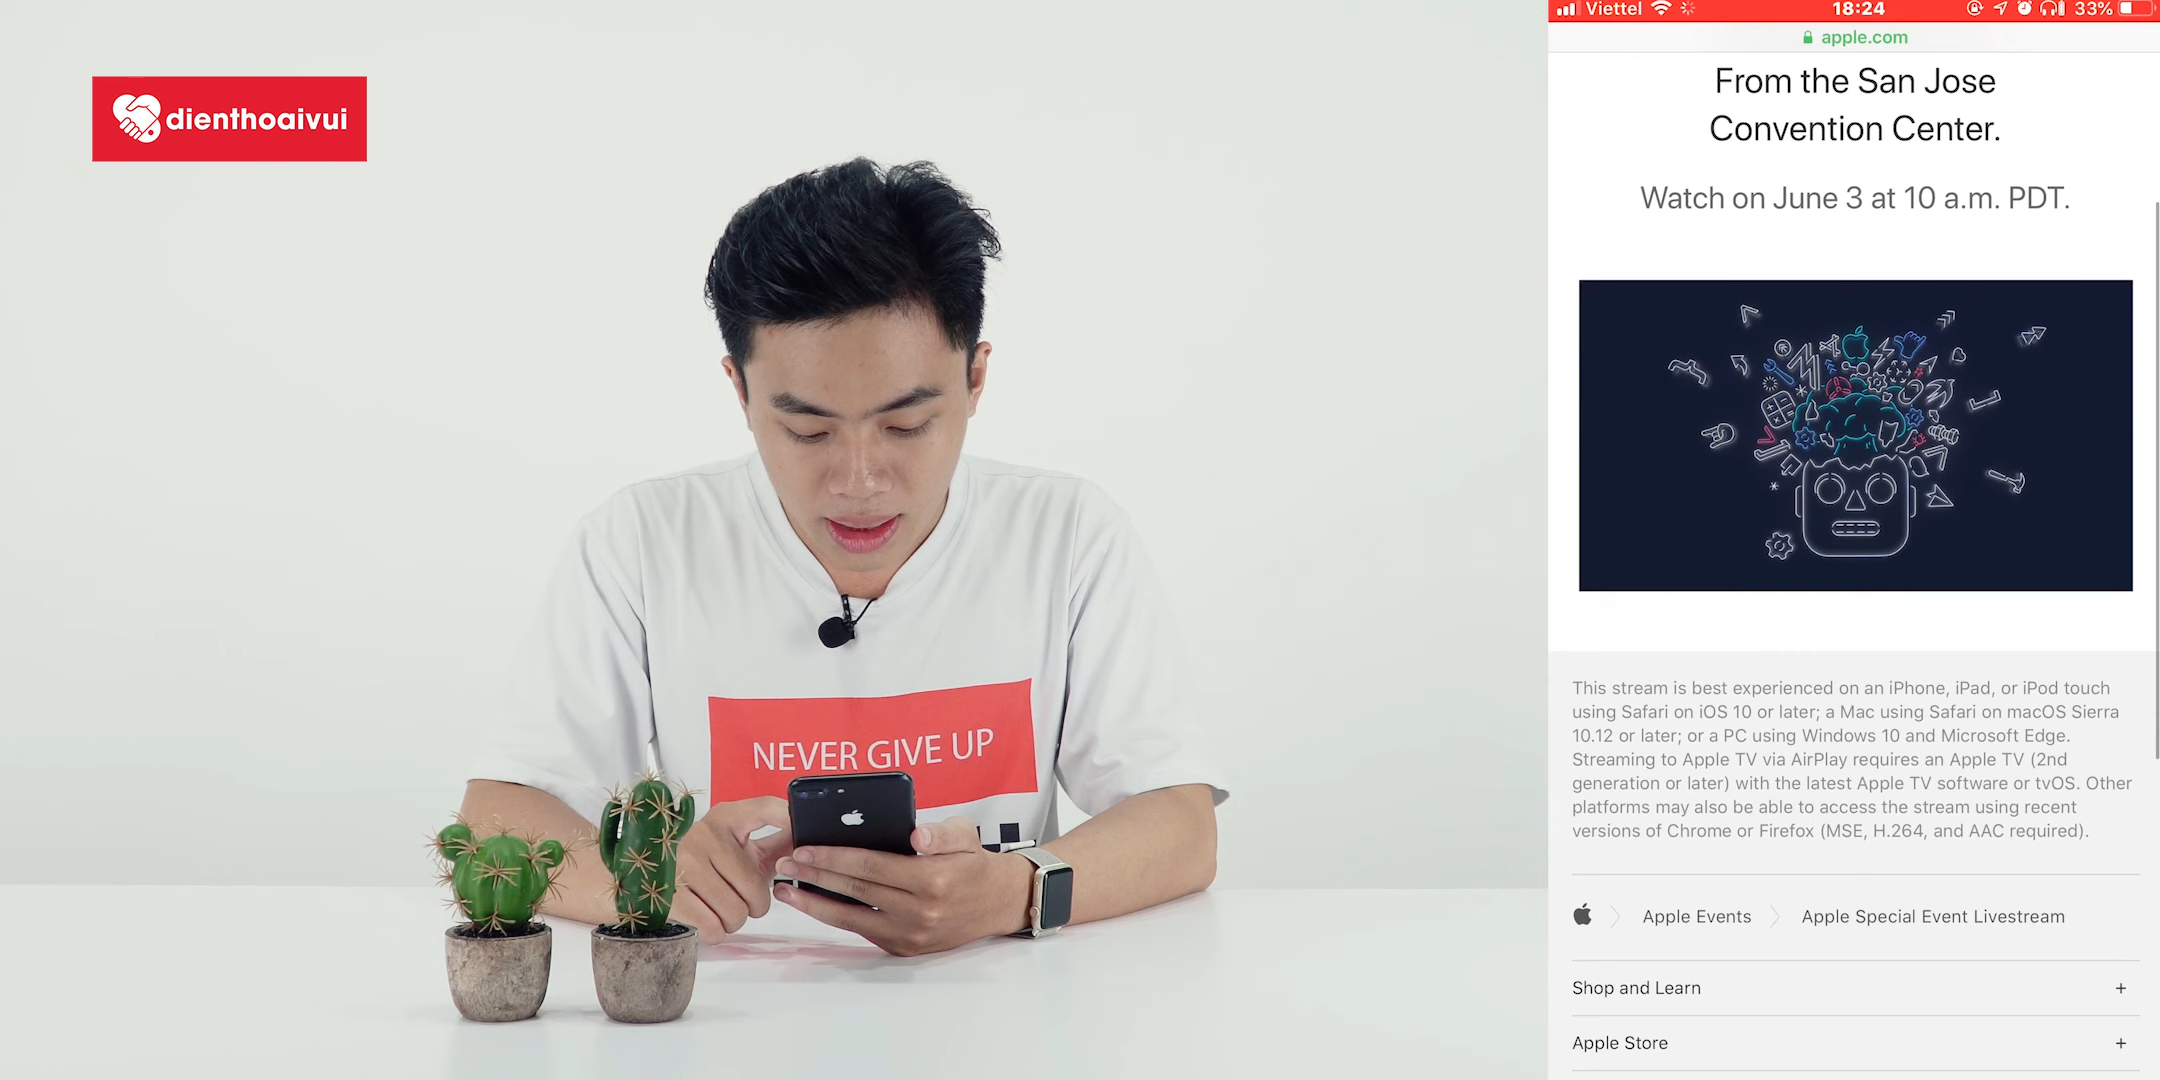 dienthoaivui
NEVER GIVE UP
Viettel
18:24
33%
apple.com
From the San Jose
Convention Center.
Watch on June 3 at 10 a.m. PDT.
This stream is best experienced on an iPhone, iPad, or iPod touch
using Safari on iOS 10 or later; a Mac using Safari on macOS Sierra
10.12 or later; or a PC using Windows 10 and Microsoft Edge.
Streaming to Apple TV via AirPlay requires an Apple TV (2nd
generation or later) with the latest Apple TV software or tvOS. Other
platforms may also be able to access the stream using recent
versions of Chrome or Firefox (MSE, H.264, and AAC required).
Apple Events
Apple Special Event Livestream
Shop and Learn +
Apple Store +